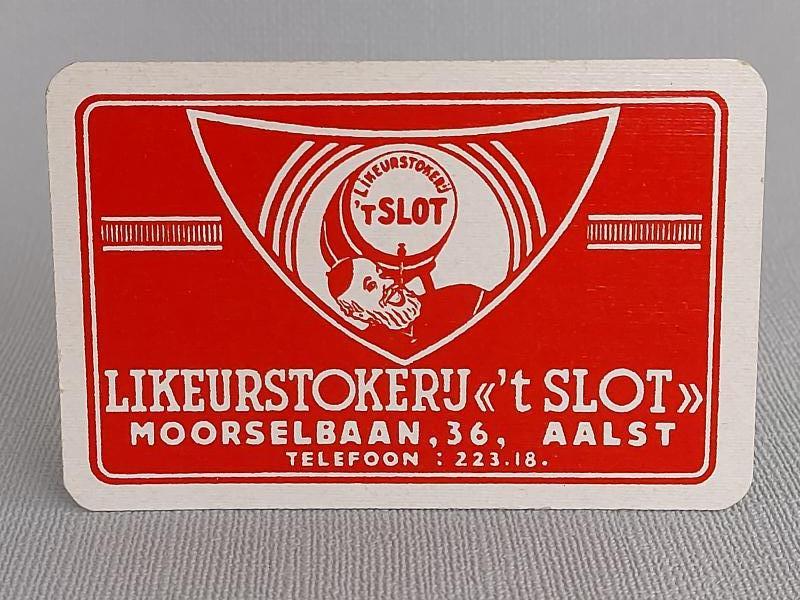 LIKEURSTOKERIJ
'T SLOT
LIKEURSTOKERIJ «'t SLOT»
MOORSELBAAN, 36, AALST
TELEFOON : 223.18.